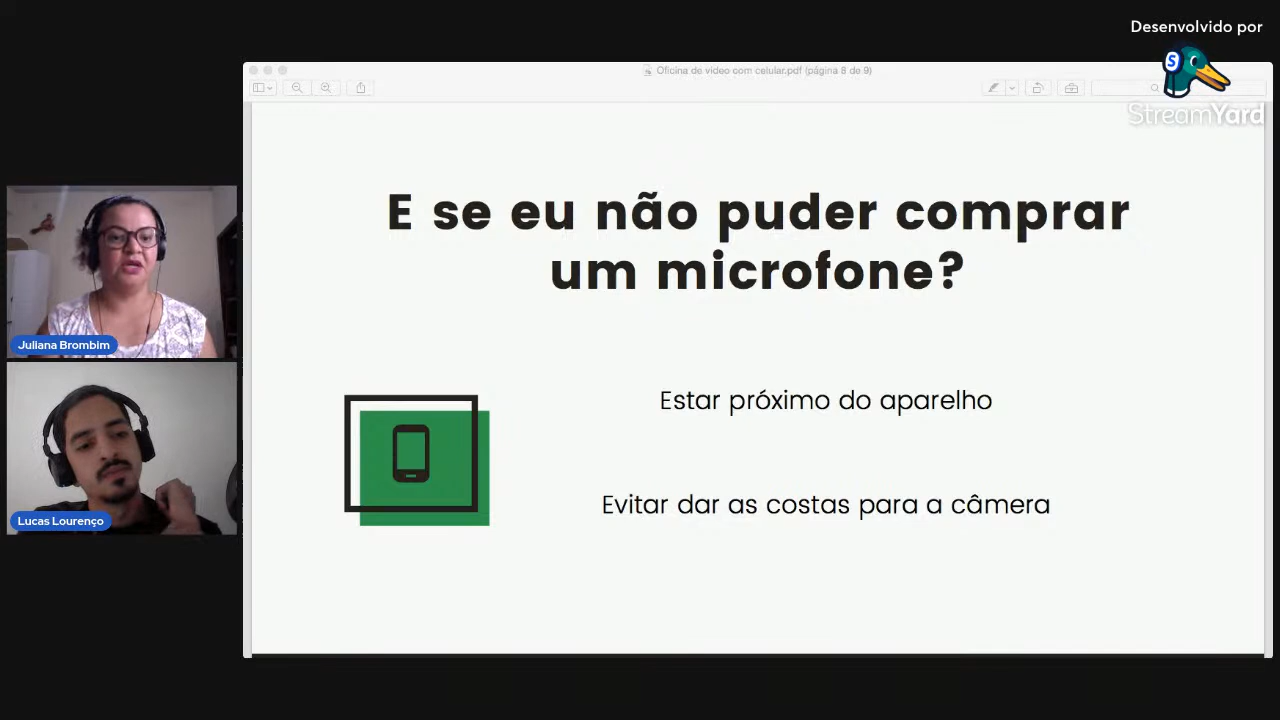 Desenvolvido por
StreamYard
Oficina de vídeo com celular.pdf (página 8 de 9)
E se eu não puder comprar
um microfone?
Estar próximo do aparelho
Evitar dar as costas para a câmera
Juliana Brombim
Lucas Lourenço